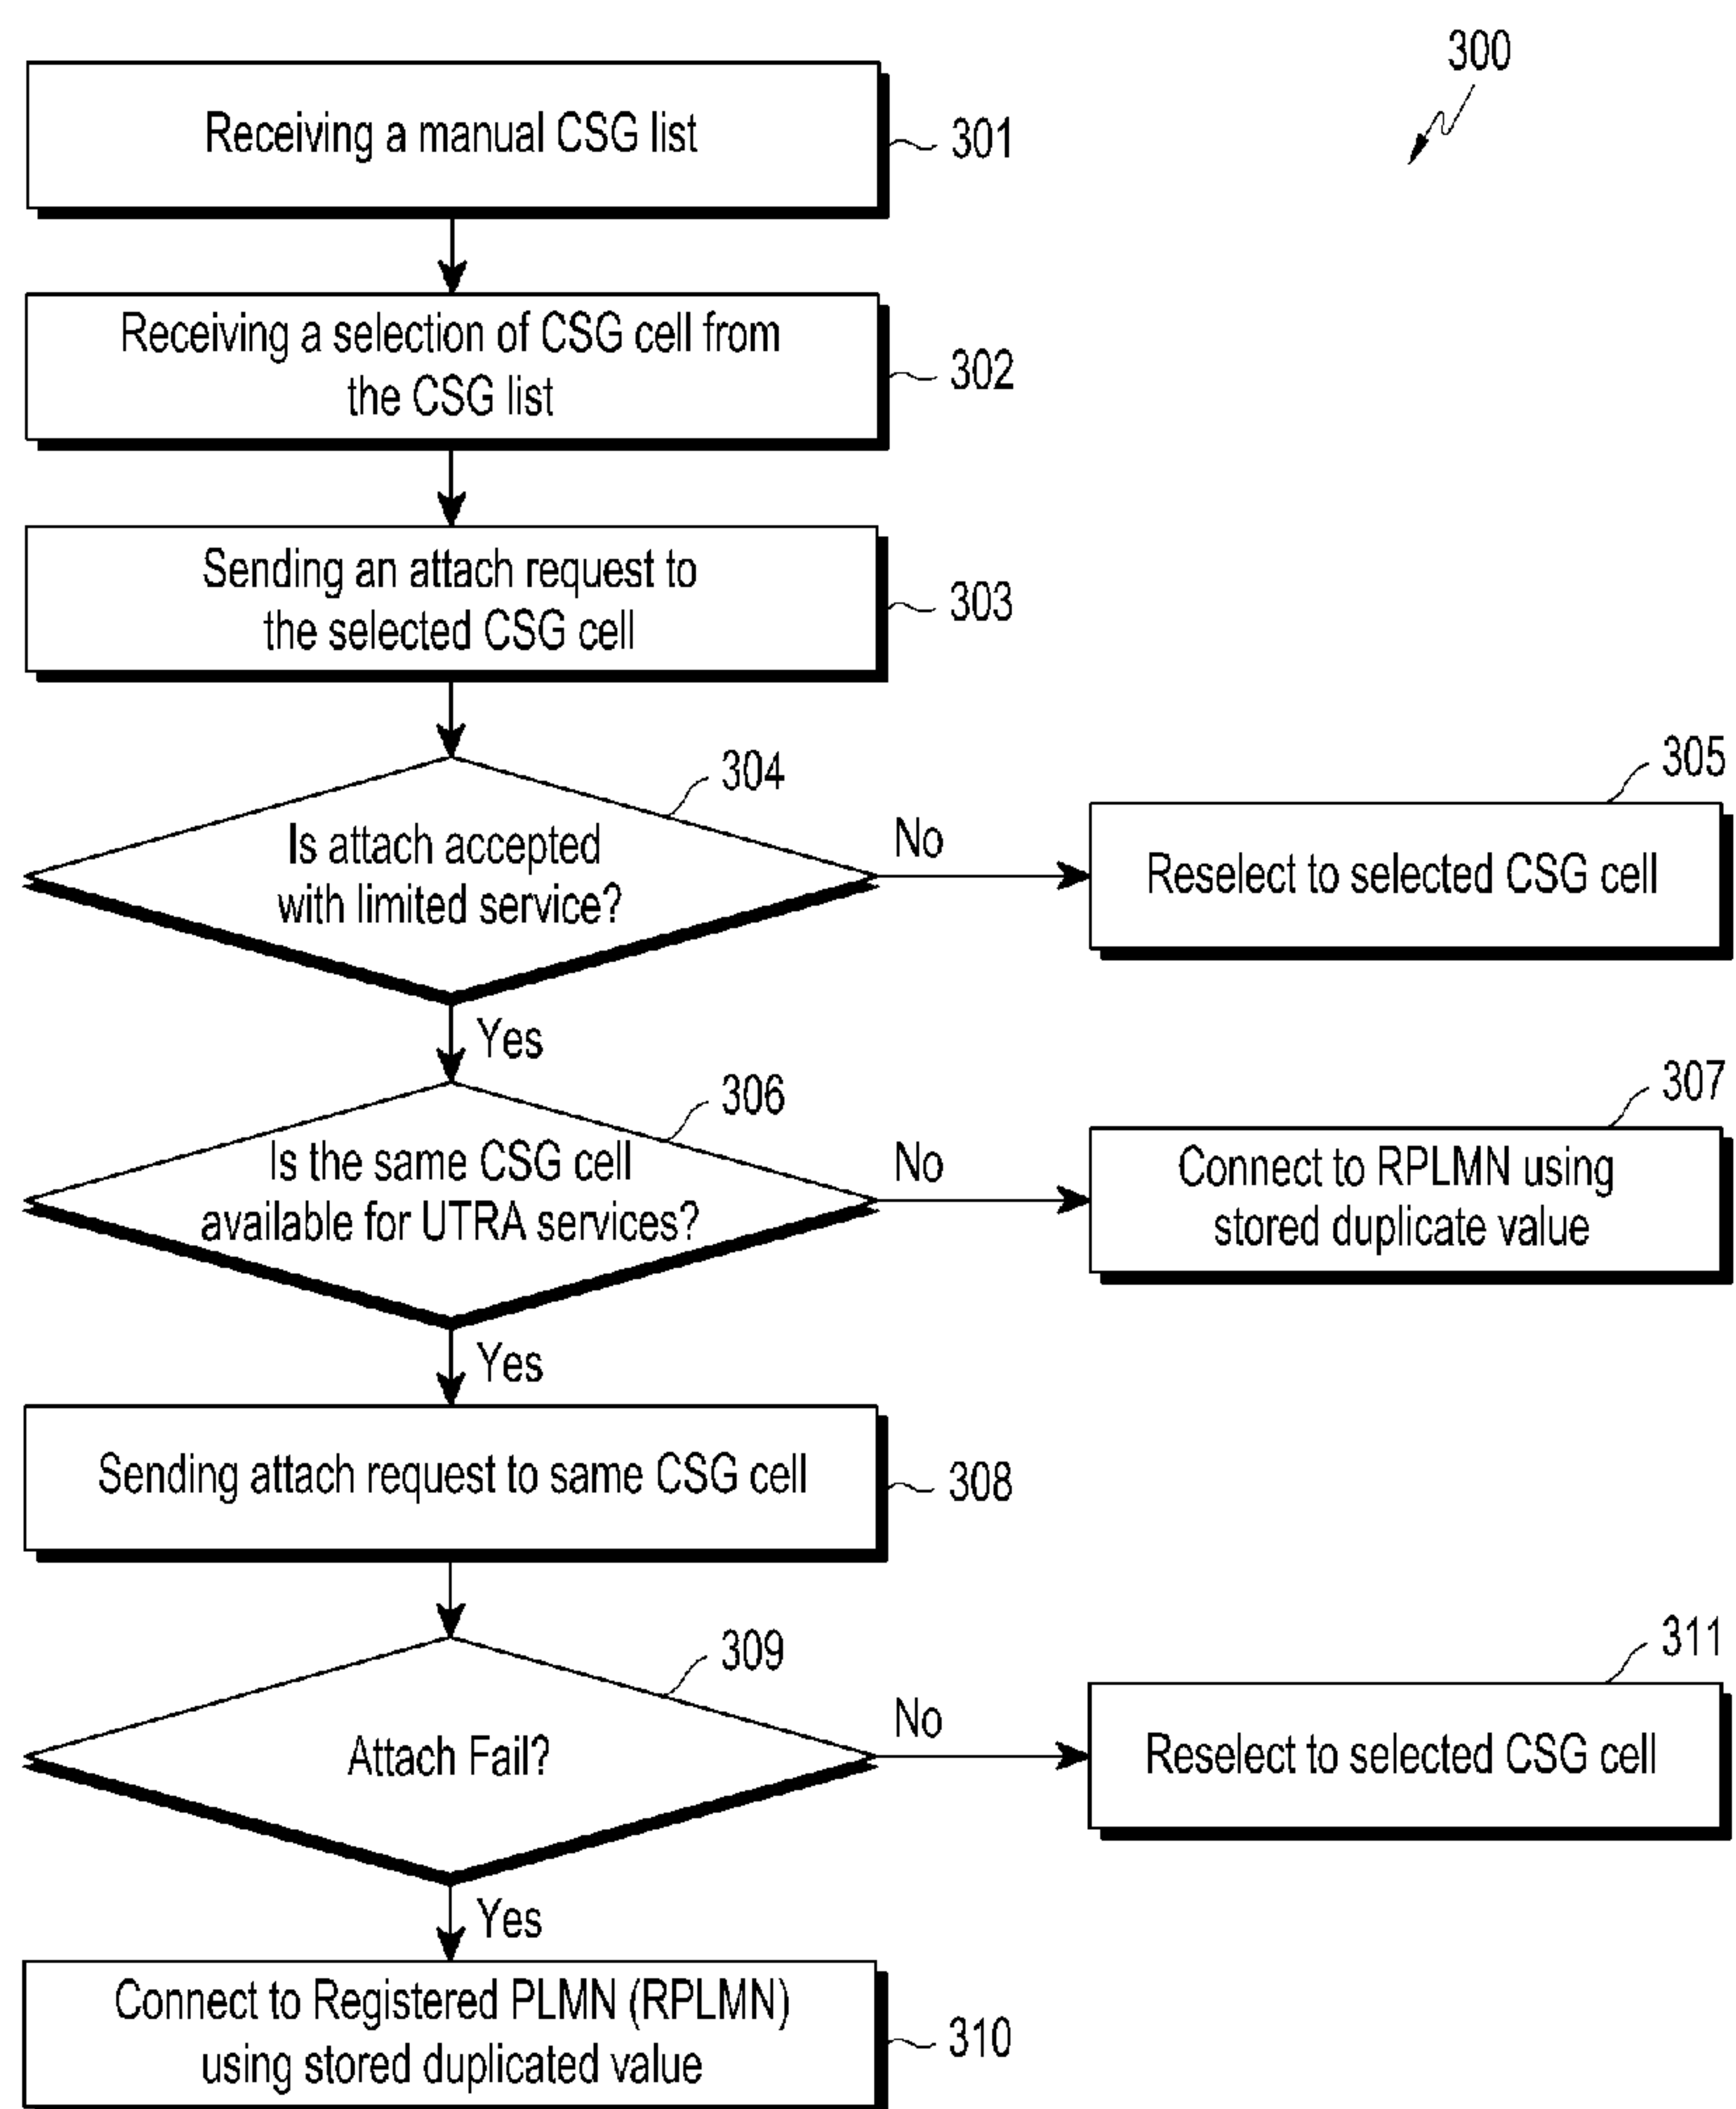 300
Receiving a manual CSG list
301
Receiving a selection of CSG cell from
the CSG list
302
Sending an attach request to
the selected CSG cell
303
304
Is attach accepted
with limited service?
No
305
Reselect to selected CSG cell
Yes
306
Is the same CSG cell
available for UTRA services?
No
307
Connect to RPLMN using
stored duplicate value
Yes
Sending attach request to same CSG cell
308
309
Attach Fail?
No
311
Reselect to selected CSG cell
Yes
Connect to Registered PLMN (RPLMN)
using stored duplicated value
310